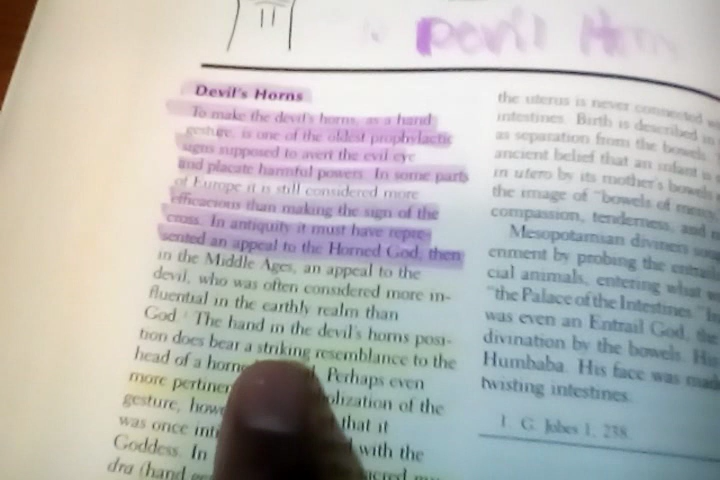 Devil Horn
Devil's Horns
To make the devil's horns, as a hand
gesture, is one of the oldest prophylactic
signs supposed to avert the evil eye
and placate harmful powers. In some parts
of Europe it is still considered more
efficacious than making the sign of the
cross. In antiquity it must have repre-
sented an appeal to the Horned God, then
in the Middle Ages, an appeal to the
devil, who was often considered more in-
fluential in the earthly realm than
God. The hand in the devil's horns posi-
tion does bear a striking resemblance to the
head of a Perhaps even
more of the
gesture, that it
was once with the
Goddess. In
dra (hand
the uterus is never connected
intestines. Birth is described
as separation from the bowels.
ancient belief that an infant is
in utero by its mother's bowels
the image of "bowels of mercy
compassion, tenderness, and
Mesopotamian diviners
enment by probing the
cial animals, entering what
"the Palace of the Intestines."
was even an Entrail God, the
divination by the bowels. His
Humbaba. His face was made
twisting intestines.
1. G. Jobes 1, 238.